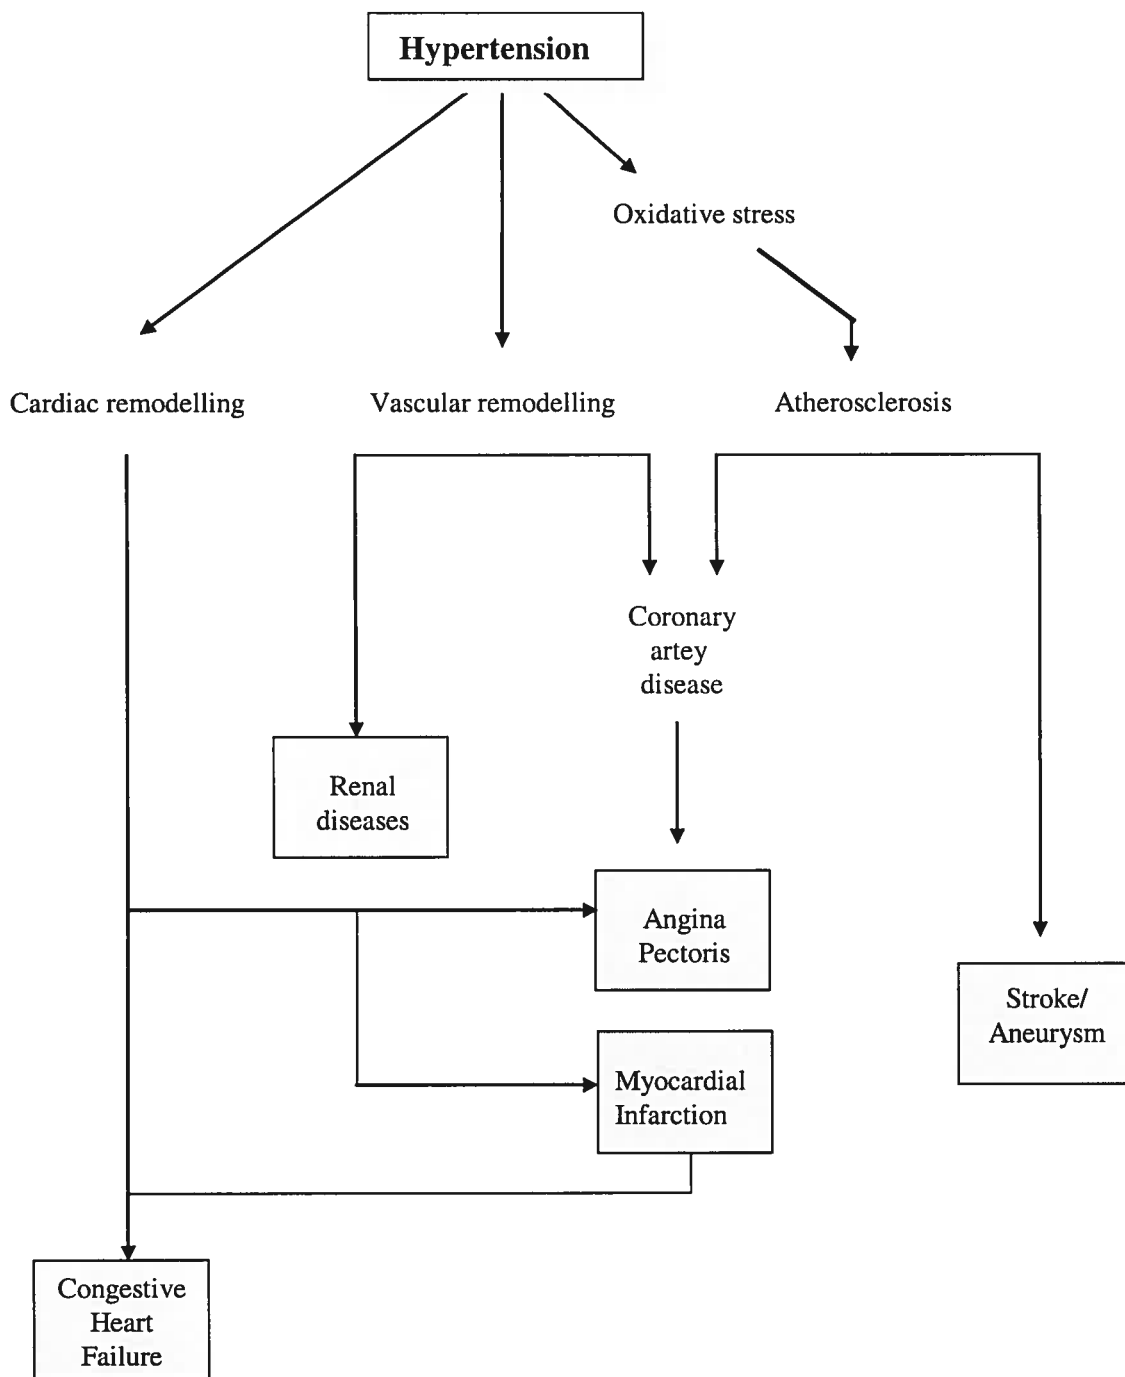 Hypertension
Oxidative stress
Cardiac remodelling
Vascular remodelling
Atherosclerosis
Coronary
artey
disease
Renal
diseases
Angina
Pectoris
Stroke/
Aneurysm
Myocardial
Infarction
Congestive
Heart
Failure